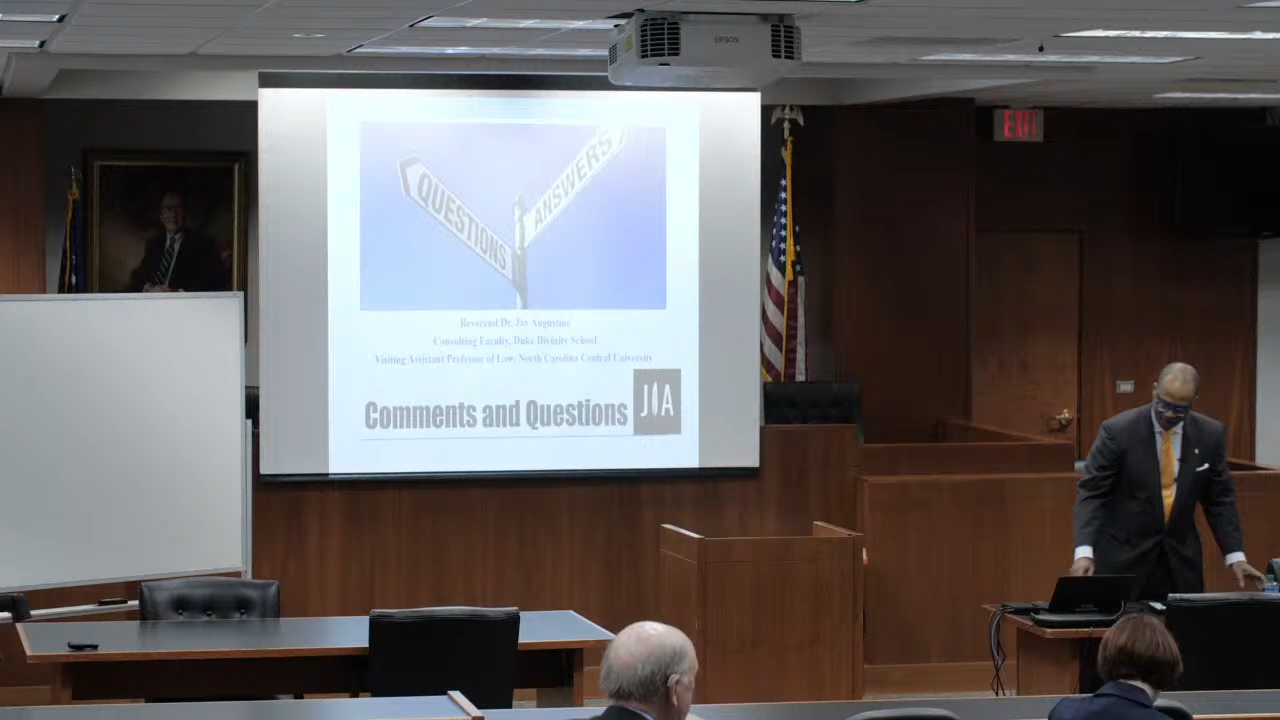 EPSON
EXIT
QUESTIONS
ANSWERS
Reverend Dr. Jay Augustine
Consulting Faculty, Duke Divinity School
Visiting Assistant Professor of Law, North Carolina Central University
Comments and Questions
JA